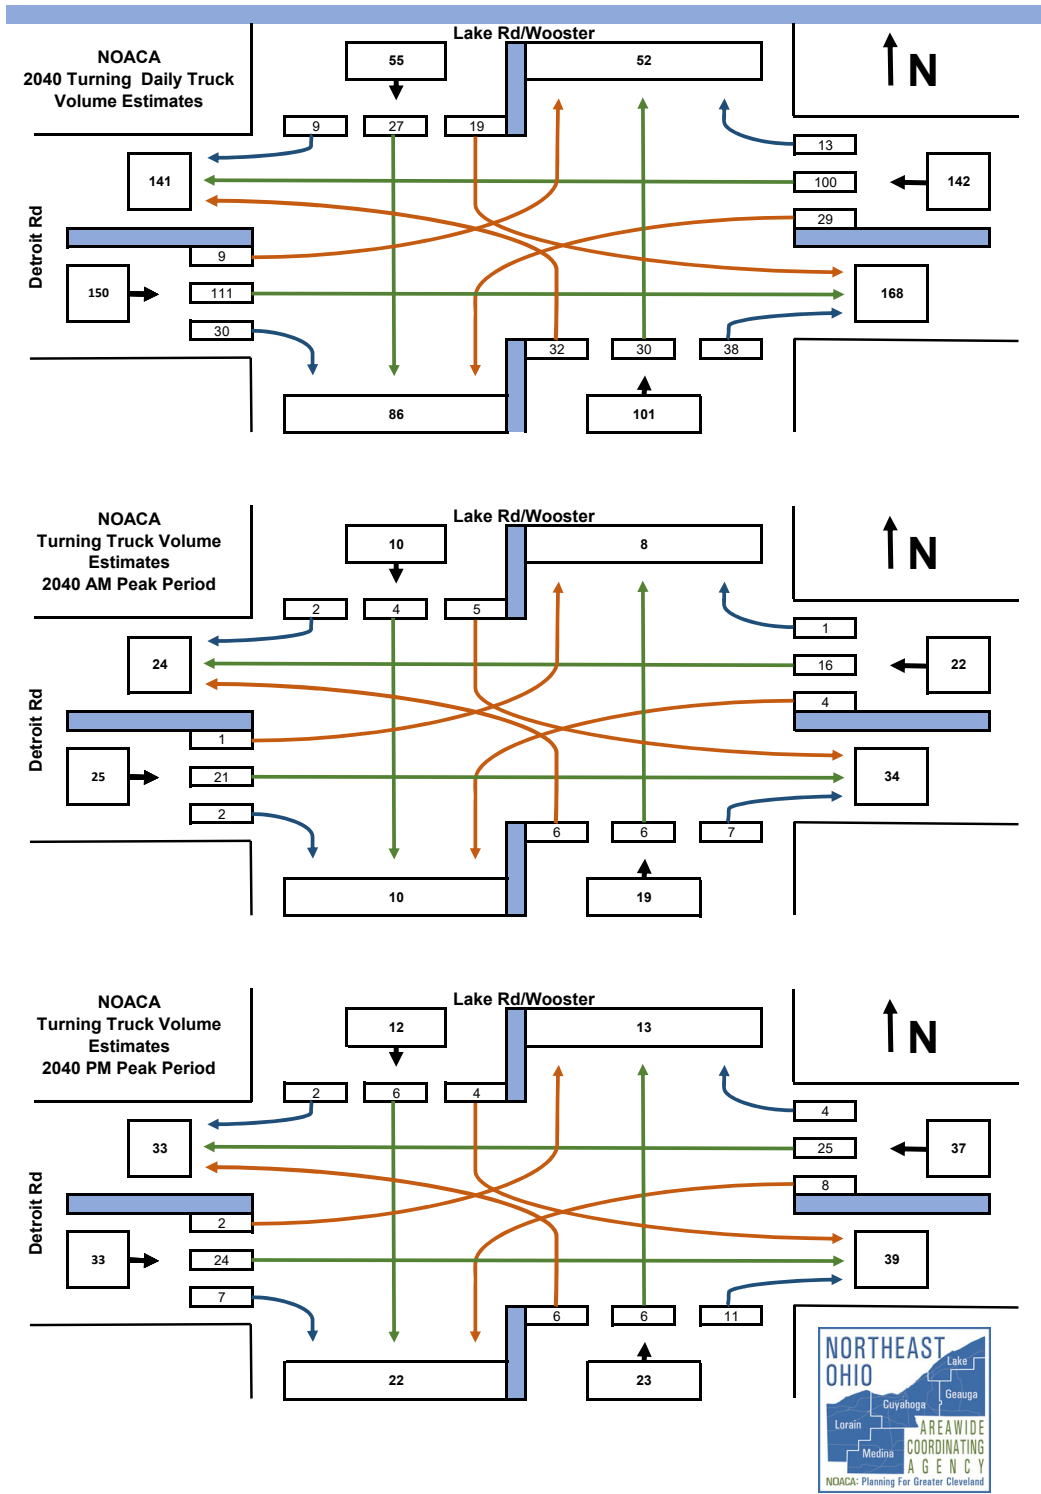 Lake Rd/Wooster
NOACA
2040 Turning Daily Truck
Volume Estimates
55
52
N
9
27
19
13
141
100
142
29
Detroit Rd
9
150
111
168
30
32
30
38
86
101
Lake Rd/Wooster
NOACA
Turning Truck Volume
Estimates
2040 AM Peak Period
10
8
N
2
4
5
1
24
16
22
4
Detroit Rd
1
25
21
34
2
6
6
7
10
19
Lake Rd/Wooster
NOACA
Turning Truck Volume
Estimates
2040 PM Peak Period
12
13
N
2
6
4
4
33
25
37
8
Detroit Rd
2
33
24
39
7
6
6
11
22
23
NORTHEAST
OHIO
Lake
Geauga
Cuyahoga
Lorain
Medina
AREAWIDE
COORDINATING
AGENCY
NOACA: Planning For Greater Cleveland